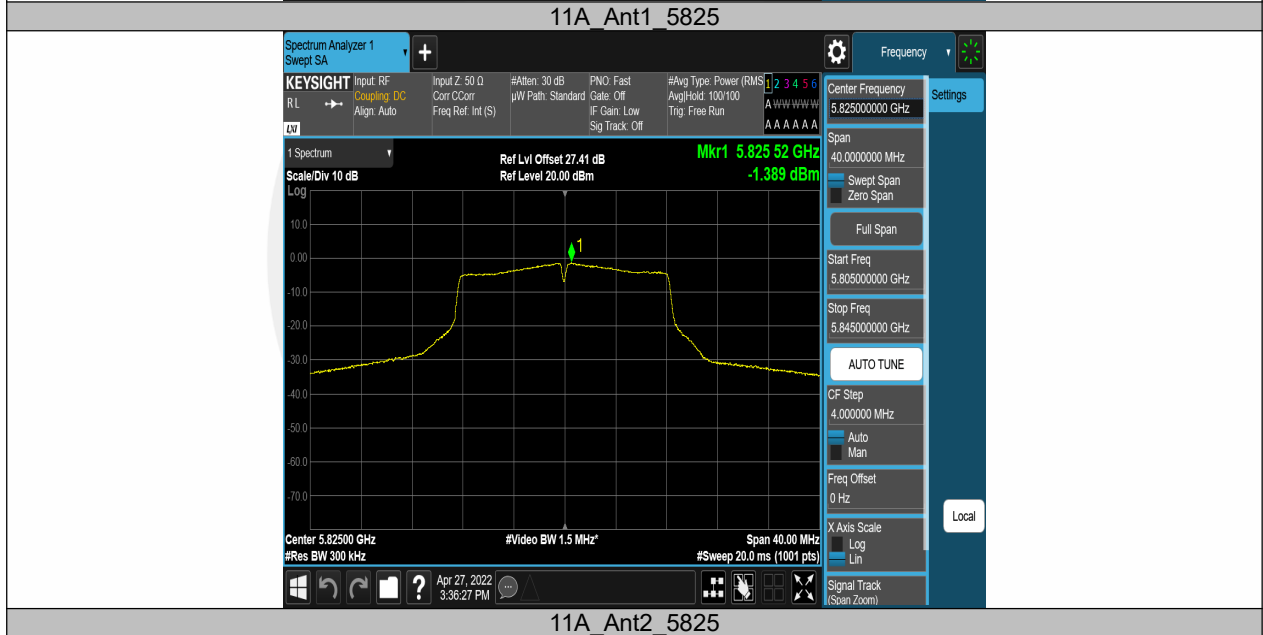 11A_Ant1_5825
Spectrum Analyzer 1
Swept SA
+
Frequency
KEYSIGHT
RL
LXI
Input: RF
Coupling: DC
Align: Auto
Input Z: 50 Ω
Corr CCorr
Freq Ref: Int (S)
#Atten: 30 dB
µW Path: Standard
PNO: Fast
Gate: Off
IF Gain: Low
Sig Track: Off
#Avg Type: Power (RMS
Avg|Hold: 100/100
Trig: Free Run
1 2 3 4 5 6
A W W W W W
A A A A A A
1 Spectrum
Scale/Div 10 dB
Log
Ref Lvl Offset 27.41 dB
Ref Level 20.00 dBm
Mkr1 5.825 52 GHz
-1.389 dBm
10.0
0.00
-10.0
-20.0
-30.0
-40.0
-50.0
-60.0
-70.0
1
Center 5.82500 GHz
#Res BW 300 kHz
#Video BW 1.5 MHz*
Span 40.00 MHz
#Sweep 20.0 ms (1001 pts)
?
Apr 27, 2022
3:36:27 PM
Center Frequency
5.825000000 GHz
Settings
Span
40.0000000 MHz
Swept Span
Zero Span
Full Span
Start Freq
5.805000000 GHz
Stop Freq
5.845000000 GHz
AUTO TUNE
CF Step
4.000000 MHz
Auto
Man
Freq Offset
0 Hz
X Axis Scale
Log
Lin
Local
Signal Track
(Span Zoom)
11A_Ant2_5825